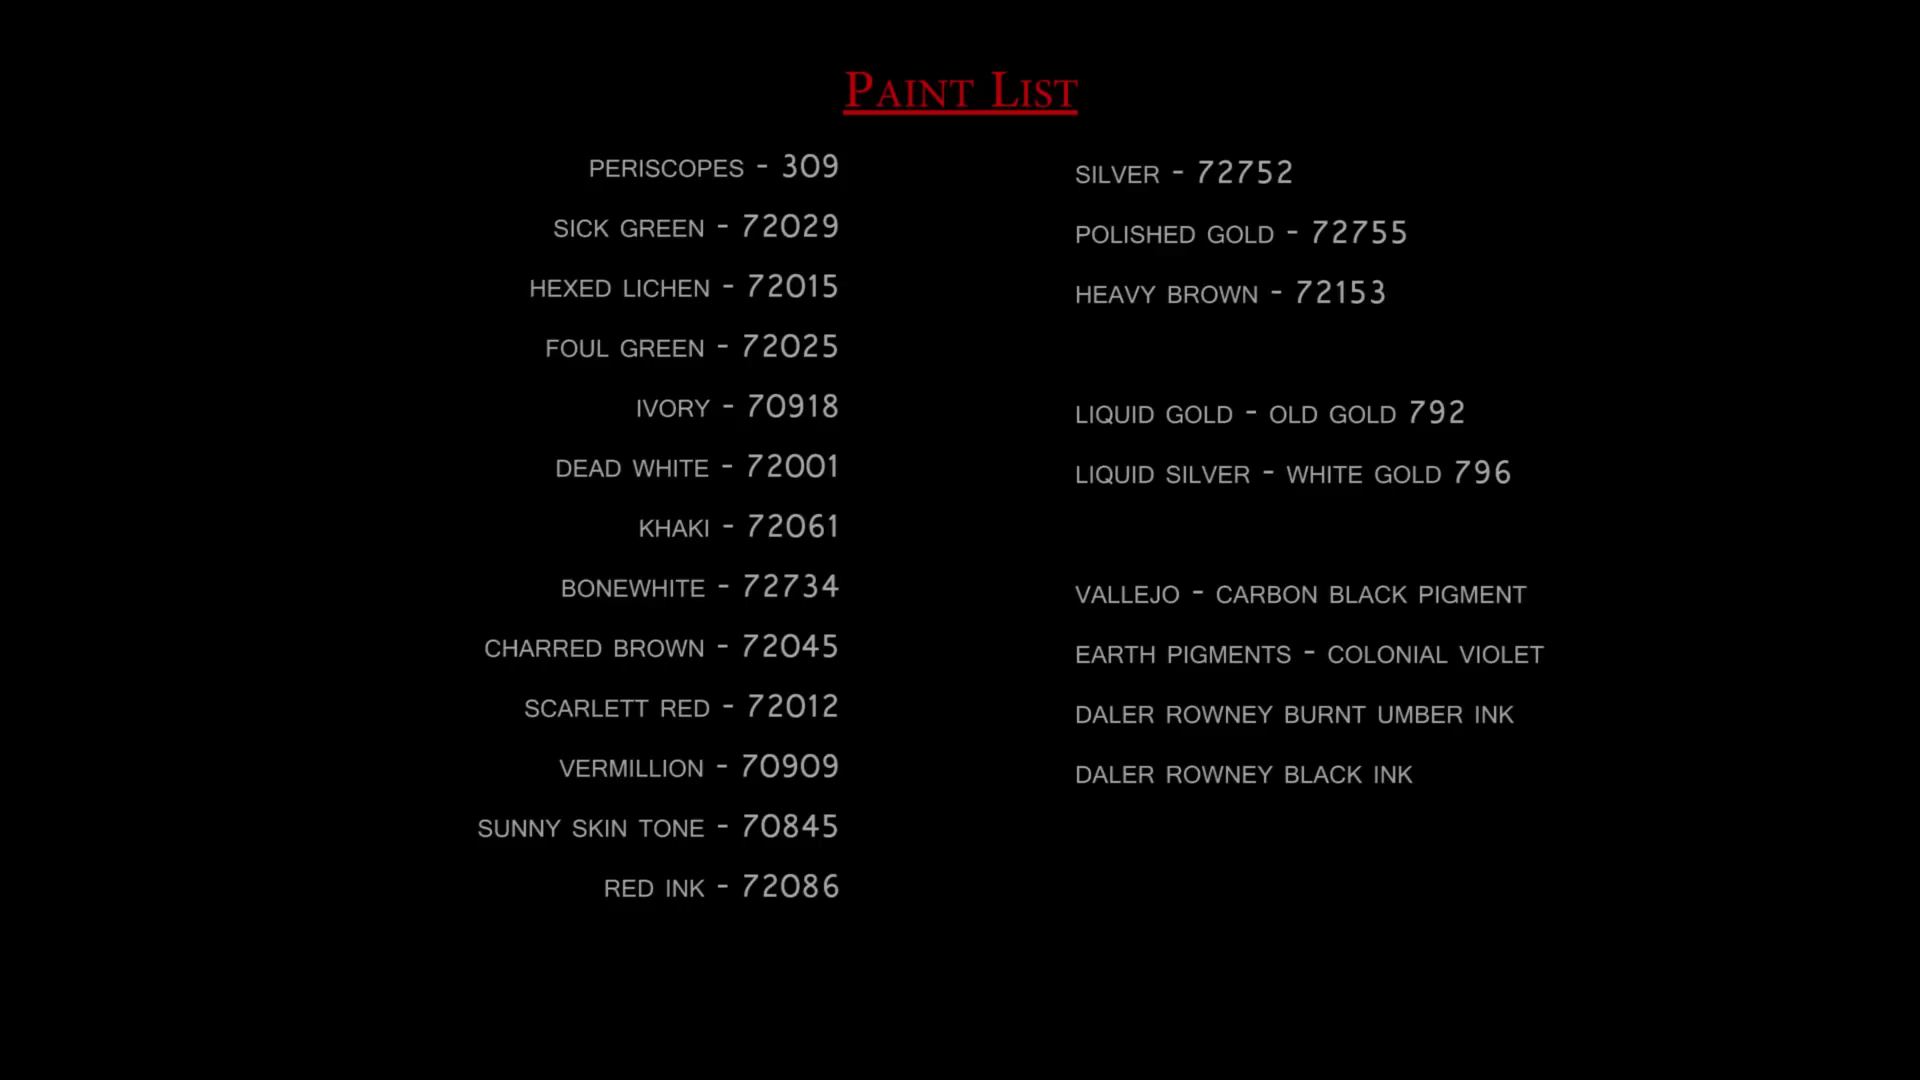 PAINT LIST
PERISCOPES - 309
SICK GREEN - 72029
HEXED LICHEN - 72015
FOUL GREEN - 72025
IVORY - 70918
DEAD WHITE - 72001
KHAKI - 72061
BONEWHITE - 72734
CHARRED BROWN - 72045
SCARLETT RED - 72012
VERMILLION - 70909
SUNNY SKIN TONE - 70845
RED INK - 72086
SILVER - 72752
POLISHED GOLD - 72755
HEAVY BROWN - 72153
LIQUID GOLD - OLD GOLD 792
LIQUID SILVER - WHITE GOLD 796
VALLEJO - CARBON BLACK PIGMENT
EARTH PIGMENTS - COLONIAL VIOLET
DALER ROWNEY BURNT UMBER INK
DALER ROWNEY BLACK INK